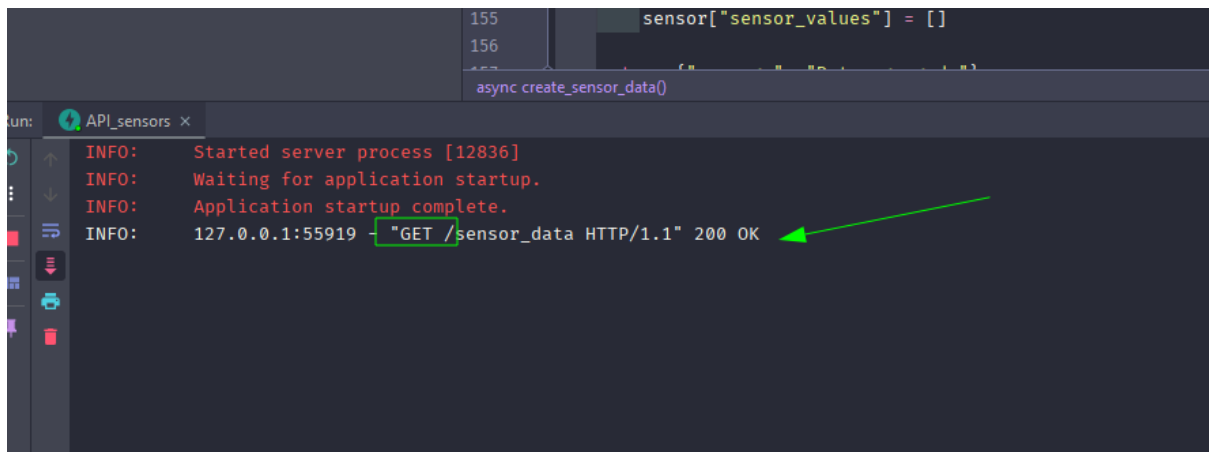 155 sensor["sensor_values"] = []
156
async create_sensor_data()
API_sensors ×
INFO: Started server process [12836]
INFO: Waiting for application startup.
INFO: Application startup complete.
INFO: 127.0.0.1:55919 - "GET /sensor_data HTTP/1.1" 200 OK